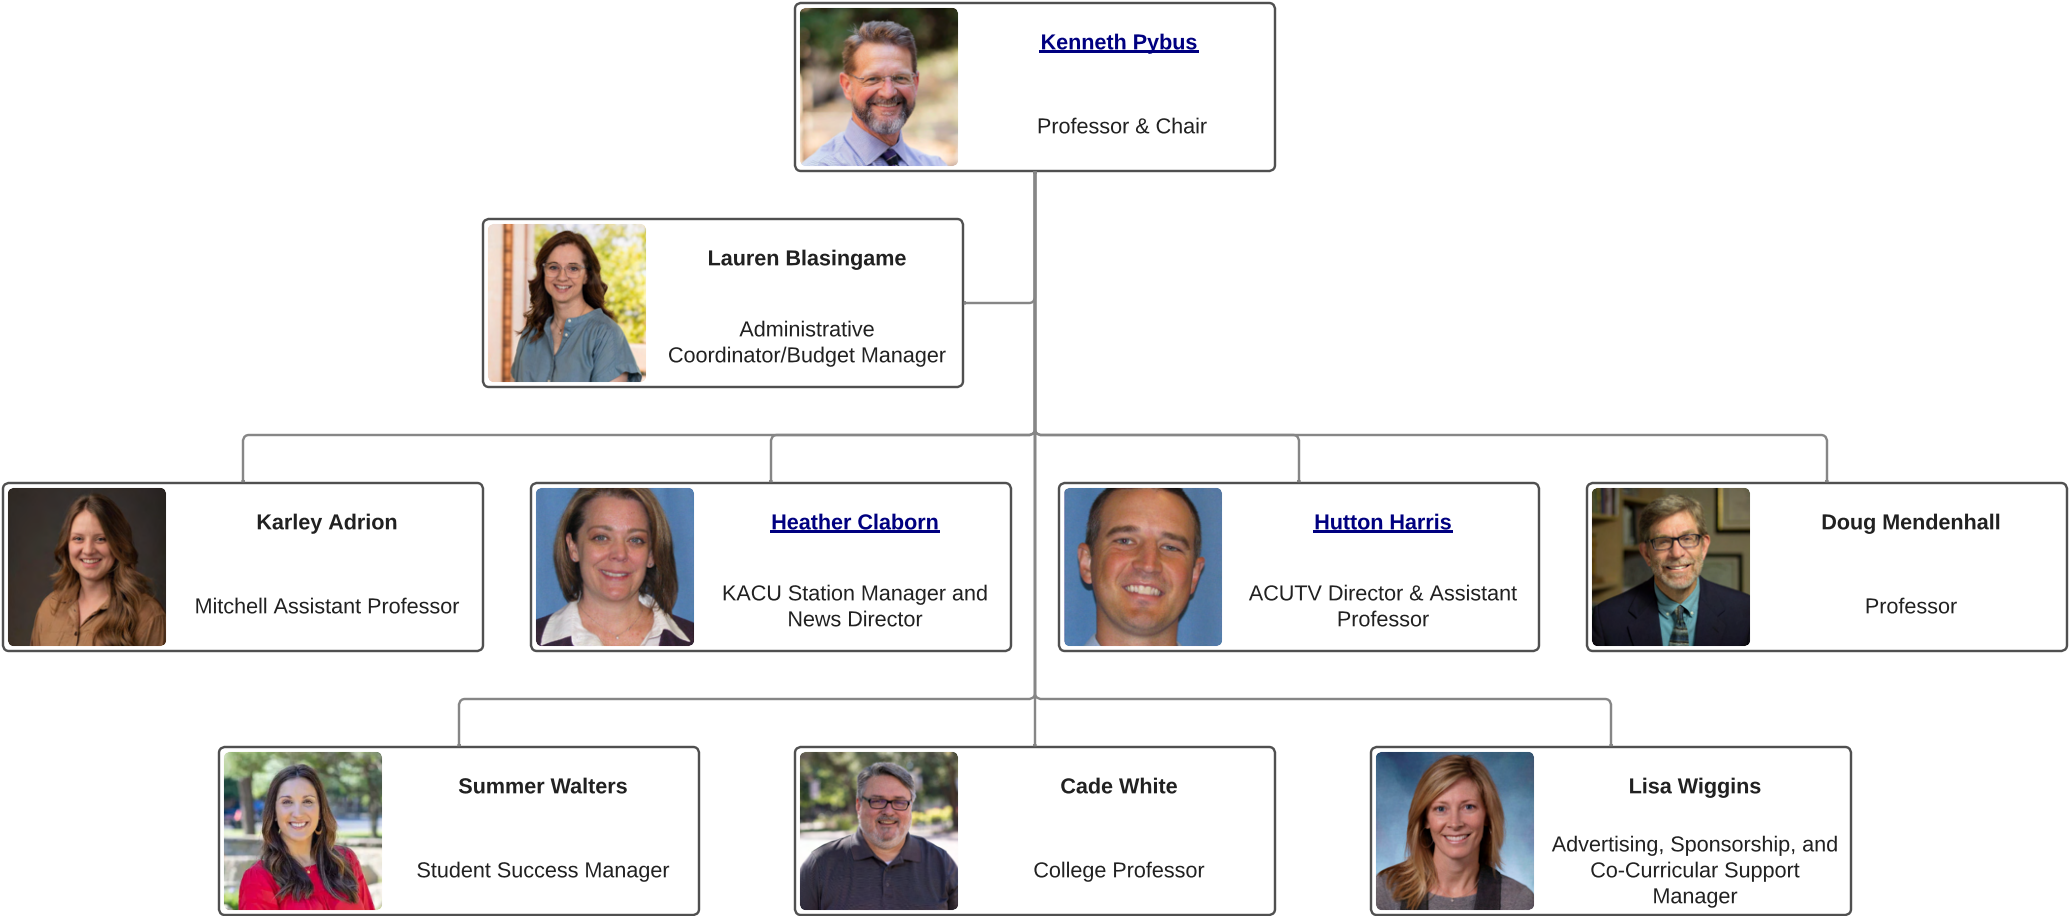 Kenneth Pybus
Professor & Chair
Lauren Blasingame
Administrative
Coordinator/Budget Manager
Karley Adrion
Mitchell Assistant Professor
Heather Claborn
KACU Station Manager and
News Director
Hutton Harris
ACUTV Director & Assistant
Professor
Doug Mendenhall
Professor
Summer Walters
Student Success Manager
Cade White
College Professor
Lisa Wiggins
Advertising, Sponsorship, and
Co-Curricular Support
Manager